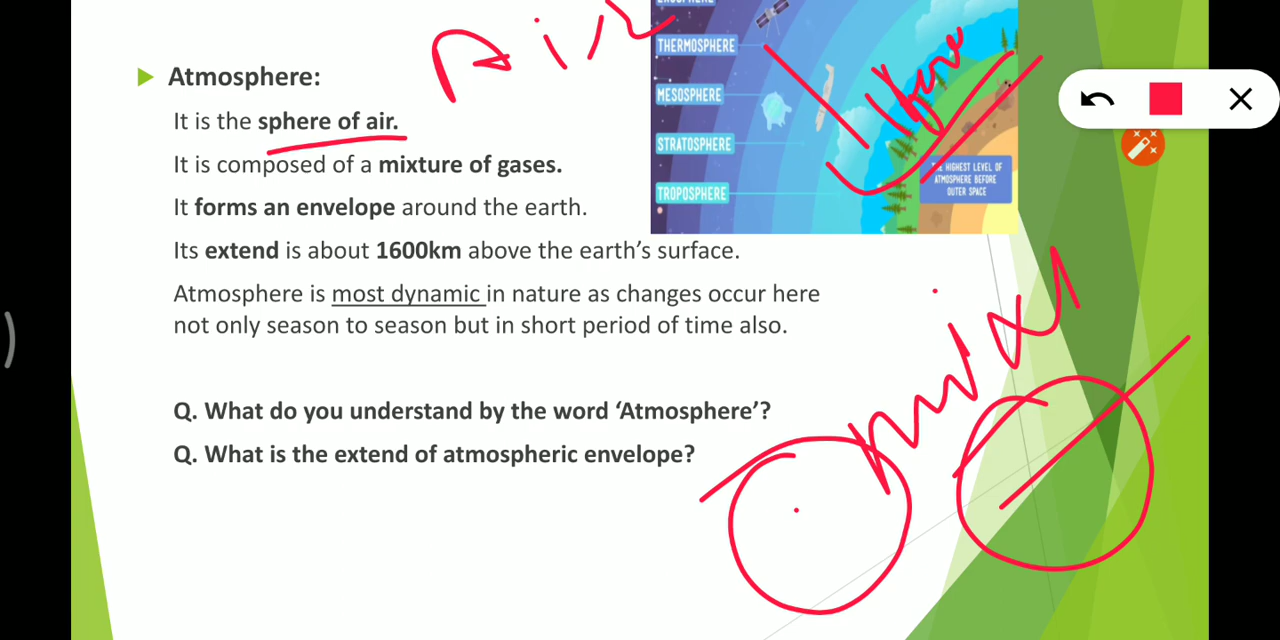 Air
THERMOSPHERE
Atmosphere:
MESOSPHERE
It is the sphere of air.
STRATOSPHERE
It is composed of a mixture of gases.
THE HIGHEST LEVEL OF
ATMOSPHERE BEFORE
OUTER SPACE
TROPOSPHERE
It forms an envelope around the earth.
Its extend is about 1600km above the earth's surface.
Atmosphere is most dynamic in nature as changes occur here
not only season to season but in short period of time also.
Q. What do you understand by the word 'Atmosphere'?
Q. What is the extend of atmospheric envelope?